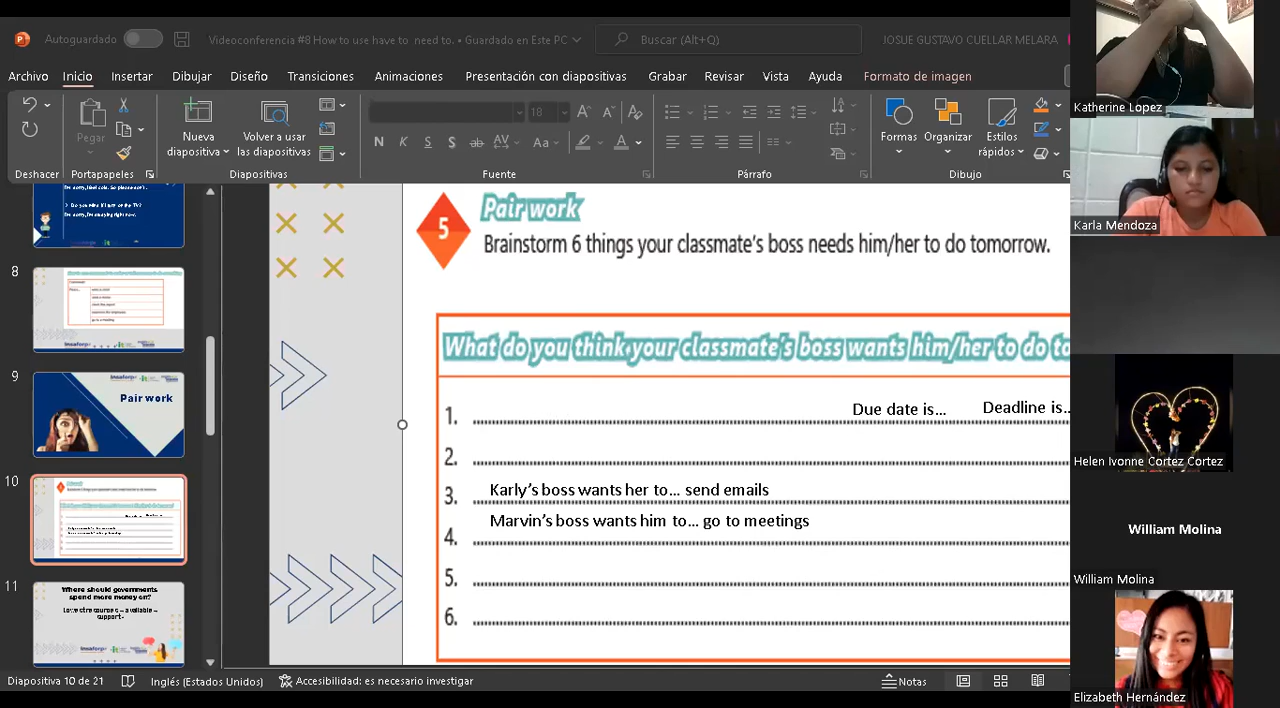 Autoguardado
Videoconferencia #8 How to use have to need to. • Guardado en Este PC
Buscar (Alt+Q)
JOSUE GUSTAVO CUELLAR MELARA
Archivo Inicio Insertar Dibujar Diseño Transiciones Animaciones Presentación con diapositivas Grabar Revisar Vista Ayuda Formato de imagen
Pegar
Nueva diapositiva
Volver a usar las diapositivas
18
N K S S ab AV Aa A
Formas Organizar Estilos rápidos
Deshacer Portapapeles Diapositivas Fuente Párrafo Dibujo
8
9
Pair work
10
11
Where should governments
spend more money on?
5
Pair work
Brainstorm 6 things your classmate's boss needs him/her to do tomorrow.
What do you think your classmate's boss wants him/her to do to
1.
Due date is... Deadline is...
2.
3. Karly's boss wants her to... send emails
Marvin's boss wants him to... go to meetings
4.
5.
6.
Diapositiva 10 de 21
Inglés (Estados Unidos)
Accesibilidad: es necesario investigar
Notas
Katherine Lopez
Karla Mendoza
Helen Ivonne Cortez Cortez
William Molina
William Molina
Elizabeth Hernández